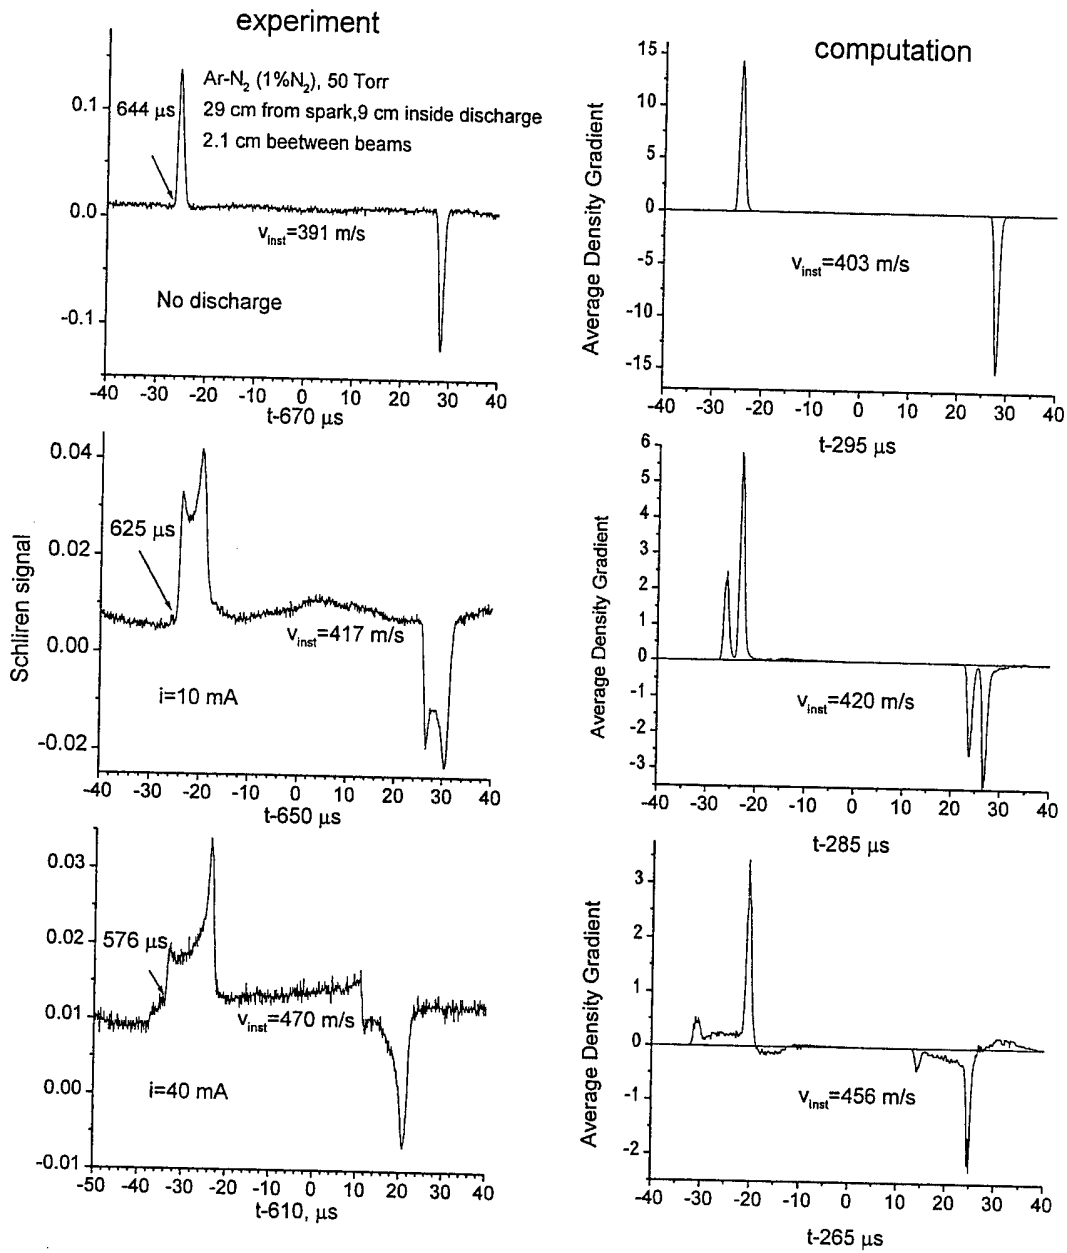 experiment
computation
Ar-N₂ (1%N₂), 50 Torr
29 cm from spark,9 cm inside discharge
2.1 cm beetween beams
644 μs
0.1
0.0
-0.1
v_inst=391 m/s
No discharge
-40 -30 -20 -10 0 10 20 30 40
t-670 μs
Average Density Gradient
15
10
5
0
-5
-10
-15
v_inst=403 m/s
-40 -30 -20 -10 0 10 20 30 40
t-295 μs
Schliren signal
0.04
0.02
0.00
-0.02
625 μs
v_inst=417 m/s
i=10 mA
-40 -30 -20 -10 0 10 20 30 40
t-650 μs
Average Density Gradient
6
5
4
3
2
1
0
-1
-2
-3
v_inst=420 m/s
-40 -30 -20 -10 0 10 20 30 40
t-285 μs
0.03
0.02
0.01
0.00
-0.01
576 μs
v_inst=470 m/s
i=40 mA
-50 -40 -30 -20 -10 0 10 20 30 40
t-610, μs
Average Density Gradient
3
2
1
0
-1
-2
v_inst=456 m/s
-40 -30 -20 -10 0 10 20 30 40
t-265 μs